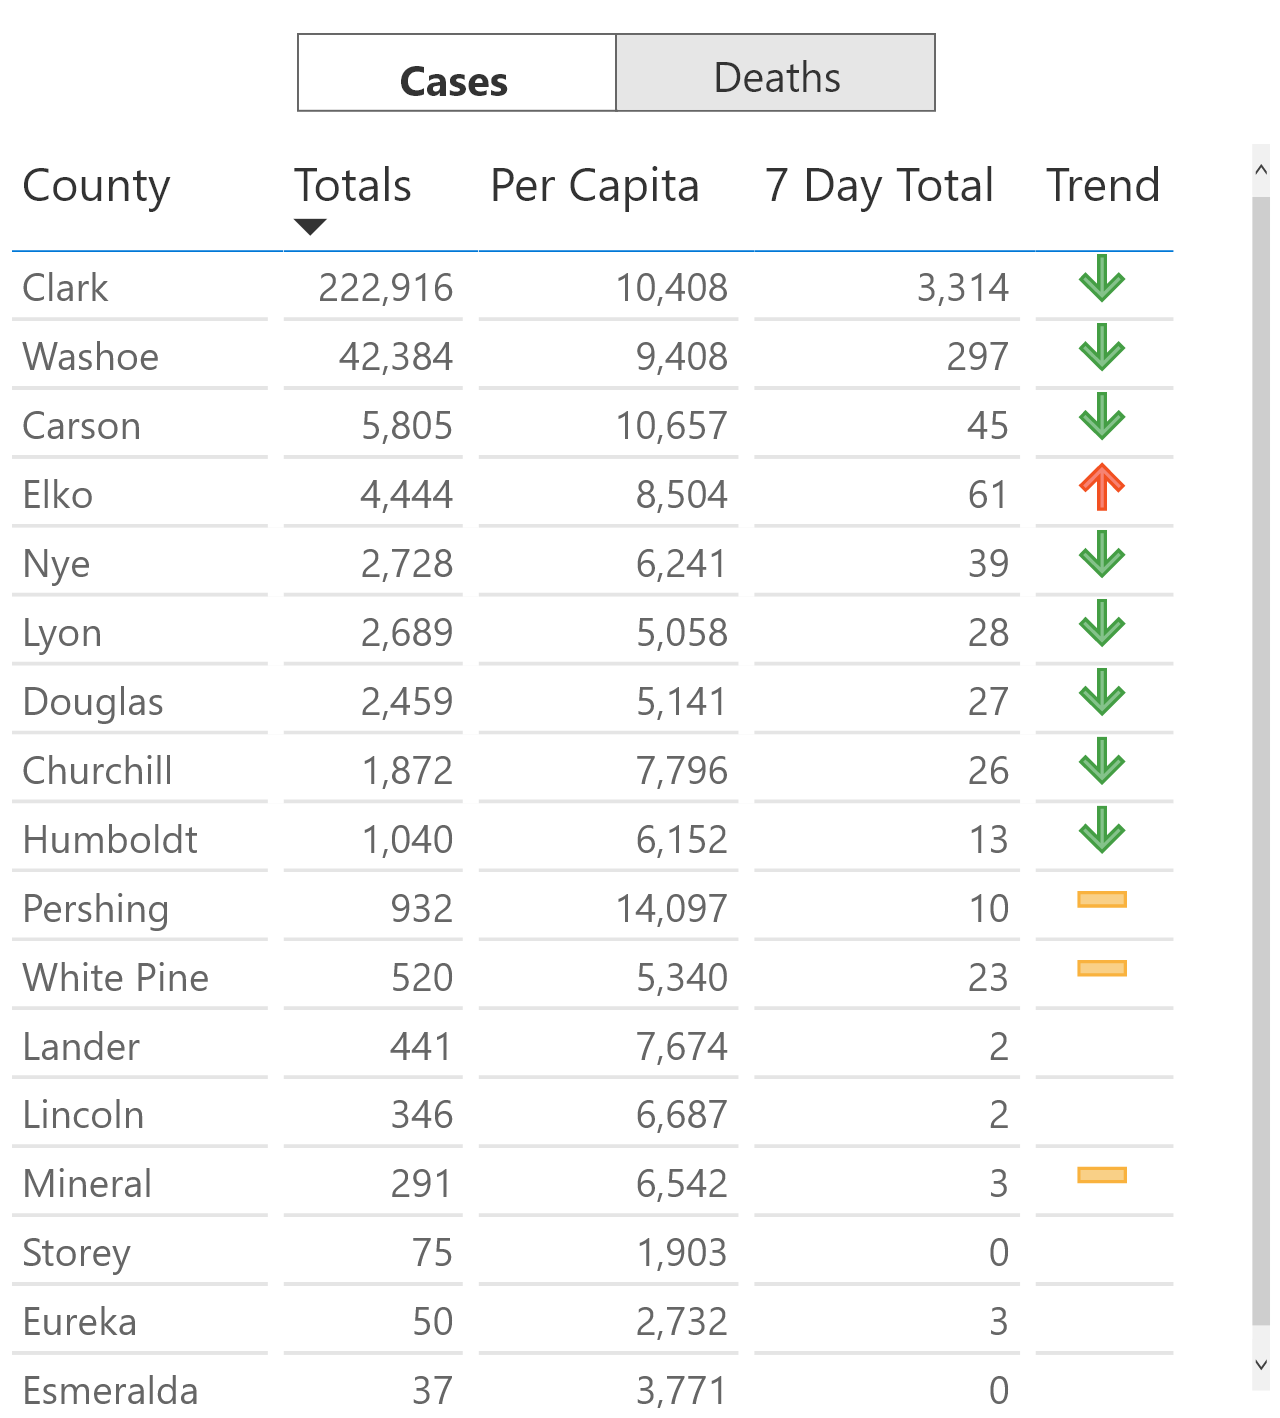 Cases Deaths
County Totals Per Capita 7 Day Total Trend
Clark 222,916 10,408 3,314
Washoe 42,384 9,408 297
Carson 5,805 10,657 45
Elko 4,444 8,504 61
Nye 2,728 6,241 39
Lyon 2,689 5,058 28
Douglas 2,459 5,141 27
Churchill 1,872 7,796 26
Humboldt 1,040 6,152 13
Pershing 932 14,097 10
White Pine 520 5,340 23
Lander 441 7,674 2
Lincoln 346 6,687 2
Mineral 291 6,542 3
Storey 75 1,903 0
Eureka 50 2,732 3
Esmeralda 37 3,771 0